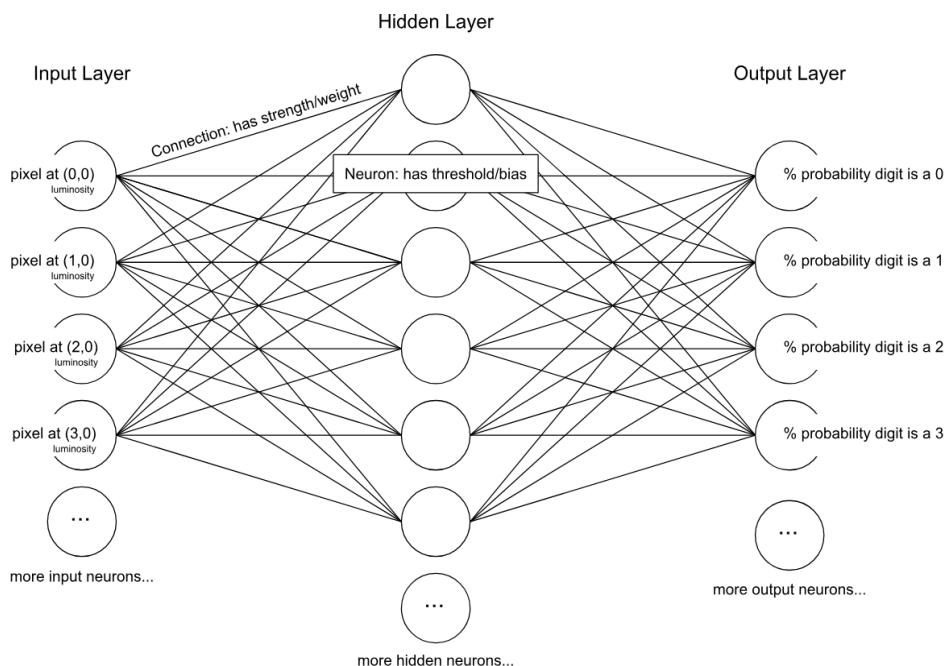 Hidden Layer
Input Layer
Output Layer
Connection: has strength/weight
Neuron: has threshold/bias
pixel at (0,0)
luminosity
% probability digit is a 0
pixel at (1,0)
luminosity
% probability digit is a 1
pixel at (2,0)
luminosity
% probability digit is a 2
pixel at (3,0)
luminosity
% probability digit is a 3
...
more input neurons...
...
more output neurons...
...
more hidden neurons...